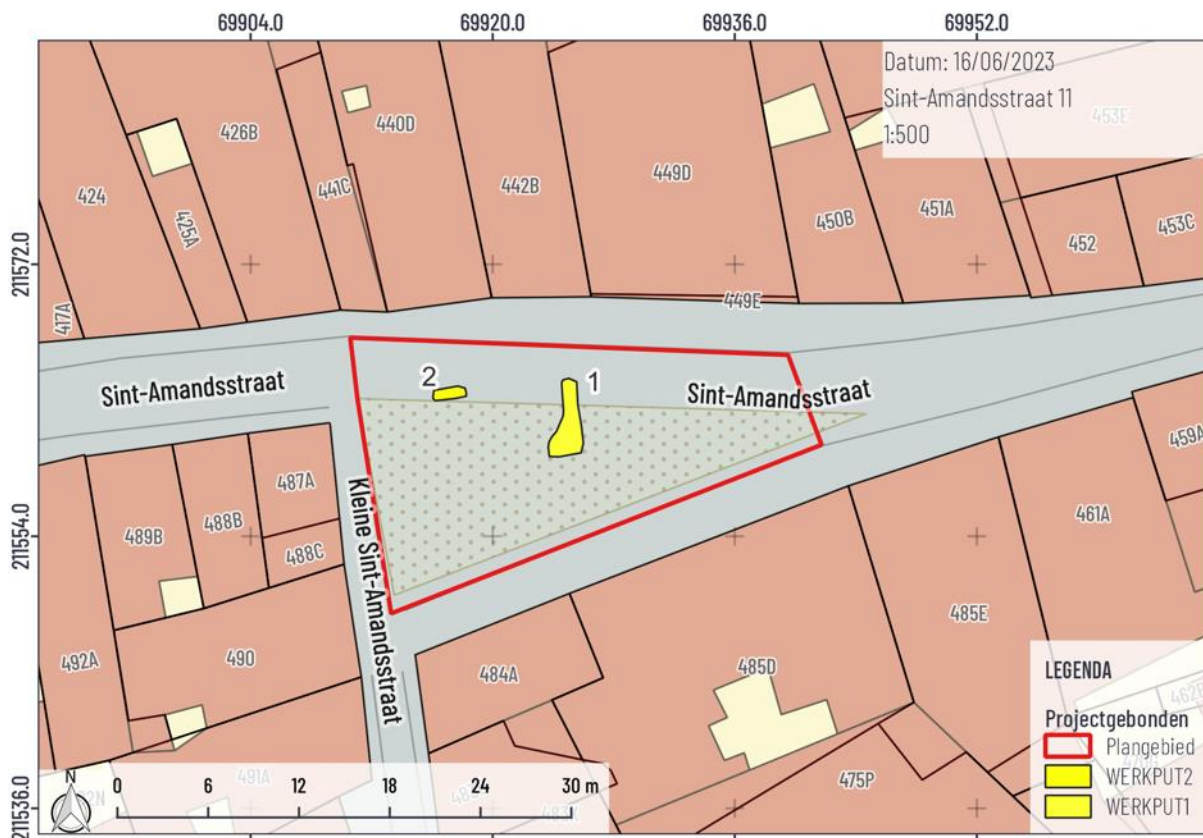 69904.0 69920.0 69936.0 69952.0
Datum: 16/06/2023
Sint-Amandsstraat 11
1:500
453E
426B
440D
424
425A
441C
442B
449D
450B
451A
452
453C
211572.0
417A
449E
2
1
Sint-Amandsstraat
Sint-Amandsstraat
459A
487A
488B
489B
488C
461A
211554.0
Kleine Sint-Amandsstraat
485E
490
492A
484A
485D
LEGENDA
Projectgebonden
Plangebied
WERKPUT2
WERKPUT1
475P
491A
N
0 6 12 18 24 30 m
211536.0